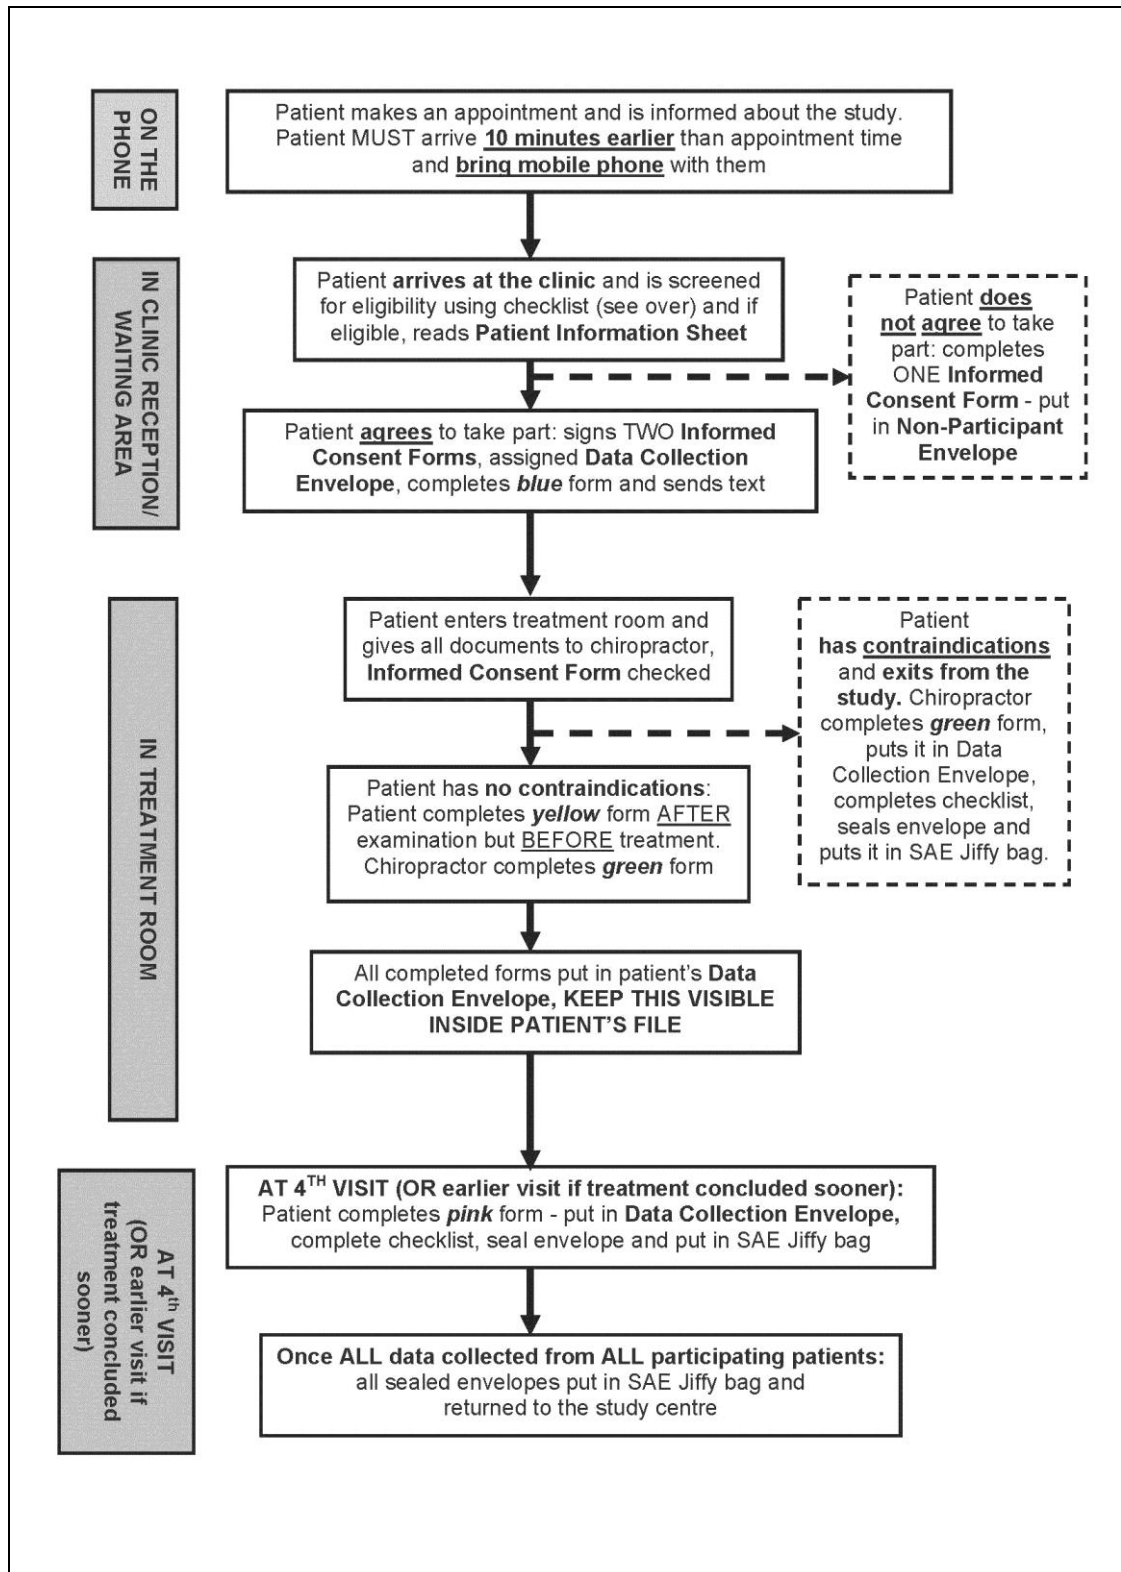 ON THE
PHONE
Patient makes an appointment and is informed about the study.
Patient MUST arrive 10 minutes earlier than appointment time
and bring mobile phone with them
IN CLINIC RECEPTION/
WAITING AREA
Patient arrives at the clinic and is screened
for eligibility using checklist (see over) and if
eligible, reads Patient Information Sheet
Patient does
not agree to take
part: completes
ONE Informed
Consent Form - put
in Non-Participant
Envelope
Patient agrees to take part: signs TWO Informed
Consent Forms, assigned Data Collection
Envelope, completes blue form and sends text
IN TREATMENT ROOM
Patient enters treatment room and
gives all documents to chiropractor,
Informed Consent Form checked
Patient
has contraindications
and exits from the
study. Chiropractor
completes green form,
puts it in Data
Collection Envelope,
completes checklist,
seals envelope and
puts it in SAE Jiffy bag.
Patient has no contraindications:
Patient completes yellow form AFTER
examination but BEFORE treatment.
Chiropractor completes green form
All completed forms put in patient's Data
Collection Envelope, KEEP THIS VISIBLE
INSIDE PATIENT'S FILE
AT 4th VISIT
(OR earlier visit if
treatment concluded
sooner)
AT 4TH VISIT (OR earlier visit if treatment concluded sooner):
Patient completes pink form - put in Data Collection Envelope,
complete checklist, seal envelope and put in SAE Jiffy bag
Once ALL data collected from ALL participating patients:
all sealed envelopes put in SAE Jiffy bag and
returned to the study centre